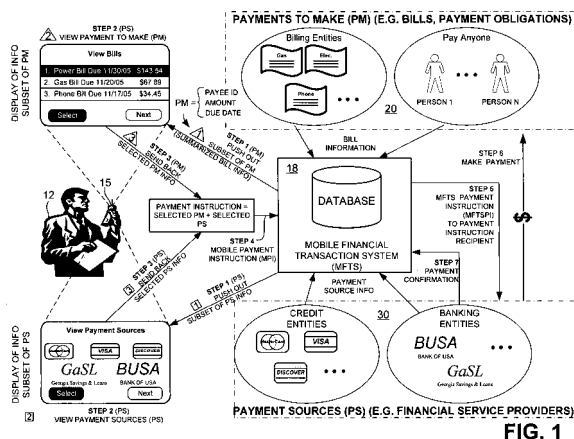 STEP 2 (PS)
2 VIEW PAYMENT TO MAKE (PM)
DISPLAY OF INFO
SUBSET OF PM
View Bills
1. Power Bill Due 11/30/05 $143.54
2. Gas Bill Due 11/20/05 $67.89
3. Phone Bill Due 11/17/05 $34.45
Select
Next
PM =
PAYEE ID
AMOUNT
DUE DATE
1
STEP 1 (PM)
PUSH OUT
SUBSET OF PM
(SUMMARIZED BILL INFO)
3
STEP 3 (PM)
SEND BACK
SELECTED PM INFO
PAYMENTS TO MAKE (PM) (E.G. BILLS, PAYMENT OBLIGATIONS)
Billing Entities
Gas
Elec.
Phone
Pay Anyone
PERSON 1
PERSON N
20
BILL
INFORMATION
STEP 6
MAKE PAYMENT
12
15
PAYMENT INSTRUCTION =
SELECTED PM + SELECTED
PS
STEP 4
MOBILE PAYMENT
INSTRUCTION (MPI)
18
DATABASE
MOBILE FINANCIAL
TRANSACTION SYSTEM
(MFTS)
STEP 5
MFTS PAYMENT
INSTRUCTION
(MFTSPI)
TO PAYMENT
INSTRUCTION
RECIPIENT
$
STEP 7
PAYMENT
CONFIRMATION
3
STEP 3 (PS)
SEND BACK
SELECTED PS INFO
1
STEP 1 (PS)
PUSH OUT
SUBSET OF PS INFO
PAYMENT
SOURCE INFO
DISPLAY OF INFO
SUBSET OF PS
View Payment Sources
MasterCard
VISA
DISCOVER
GaSL
Georgia Savings & Loans
BUSA
BANK OF USA
Select
Next
2
STEP 2 (PS)
VIEW PAYMENT SOURCES (PS)
CREDIT
ENTITIES
MasterCard
VISA
DISCOVER
30
BANKING
ENTITIES
BUSA
BANK OF USA
GaSL
Georgia Savings & Loans
PAYMENT SOURCES (PS) (E.G. FINANCIAL SERVICE PROVIDERS)
FIG. 1